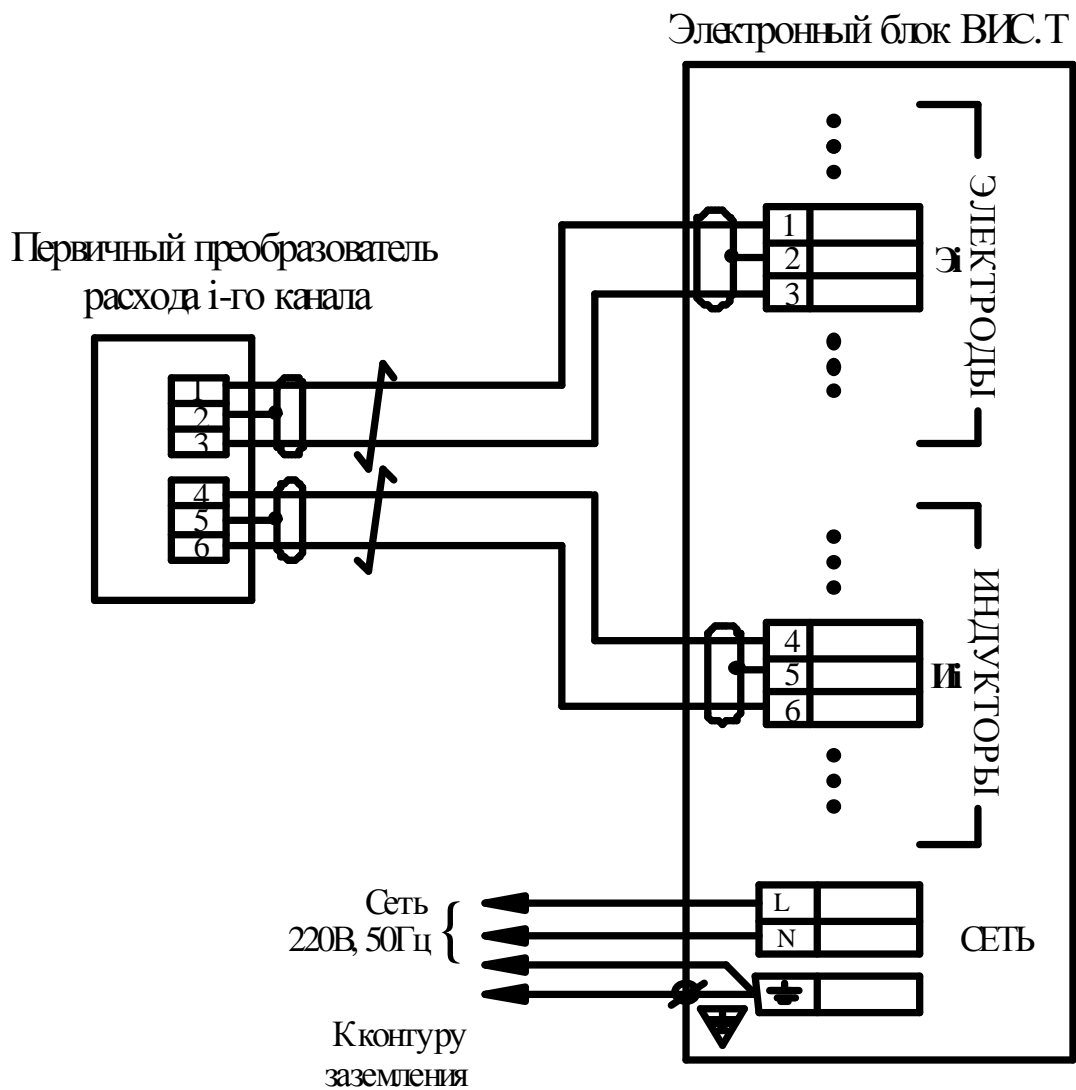 Электронный блок ВИС.Т
ЭЛЕКТРОДЫ
1
2
3
Эi
Первичный преобразователь
расхода i-го канала
1
2
3
4
5
6
ИНДУКТОРЫ
4
5
6
Иi
Сеть
220В, 50Гц
L
N
СЕТЬ
К контуру
заземления